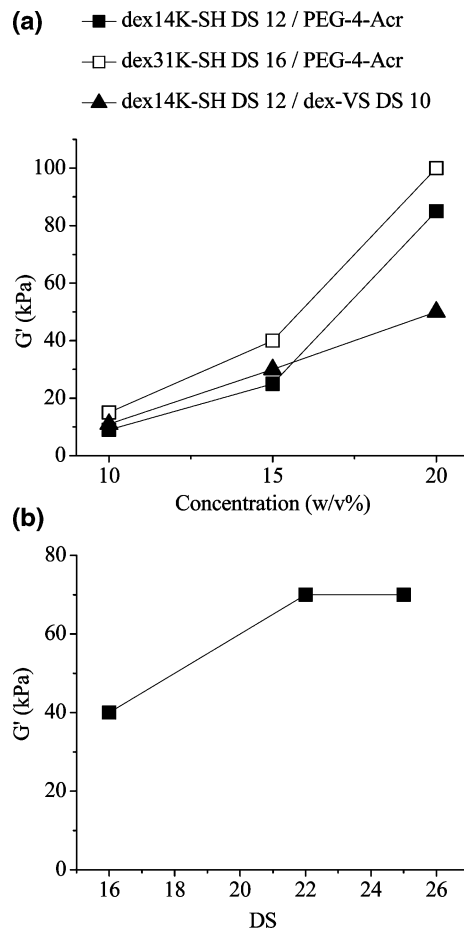 (a)
dex14K-SH DS 12 / PEG-4-Acr
dex31K-SH DS 16 / PEG-4-Acr
dex14K-SH DS 12 / dex-VS DS 10
100
80
60
40
20
0
G' (kPa)
10 15 20
Concentration (w/v%)
(b)
80
60
40
20
0
G' (kPa)
16 18 20 22 24 26
DS